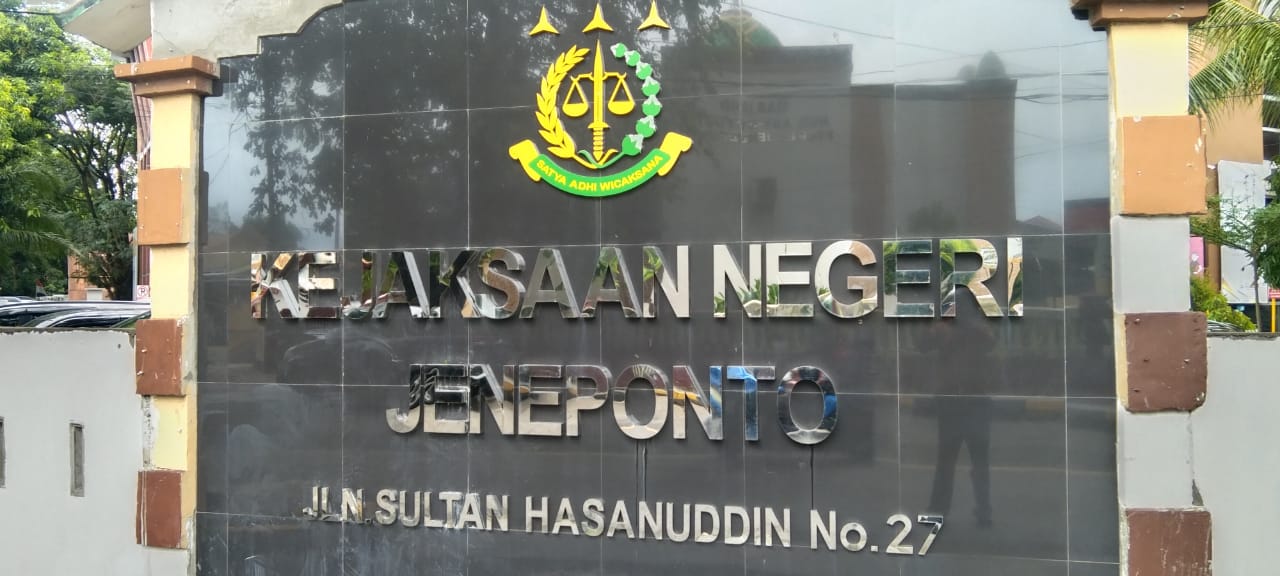 SATYA ADHI WICAKSANA
KEJAKSAAN NEGERI
JENEPONTO
JLN.SULTAN HASANUDDIN No.27